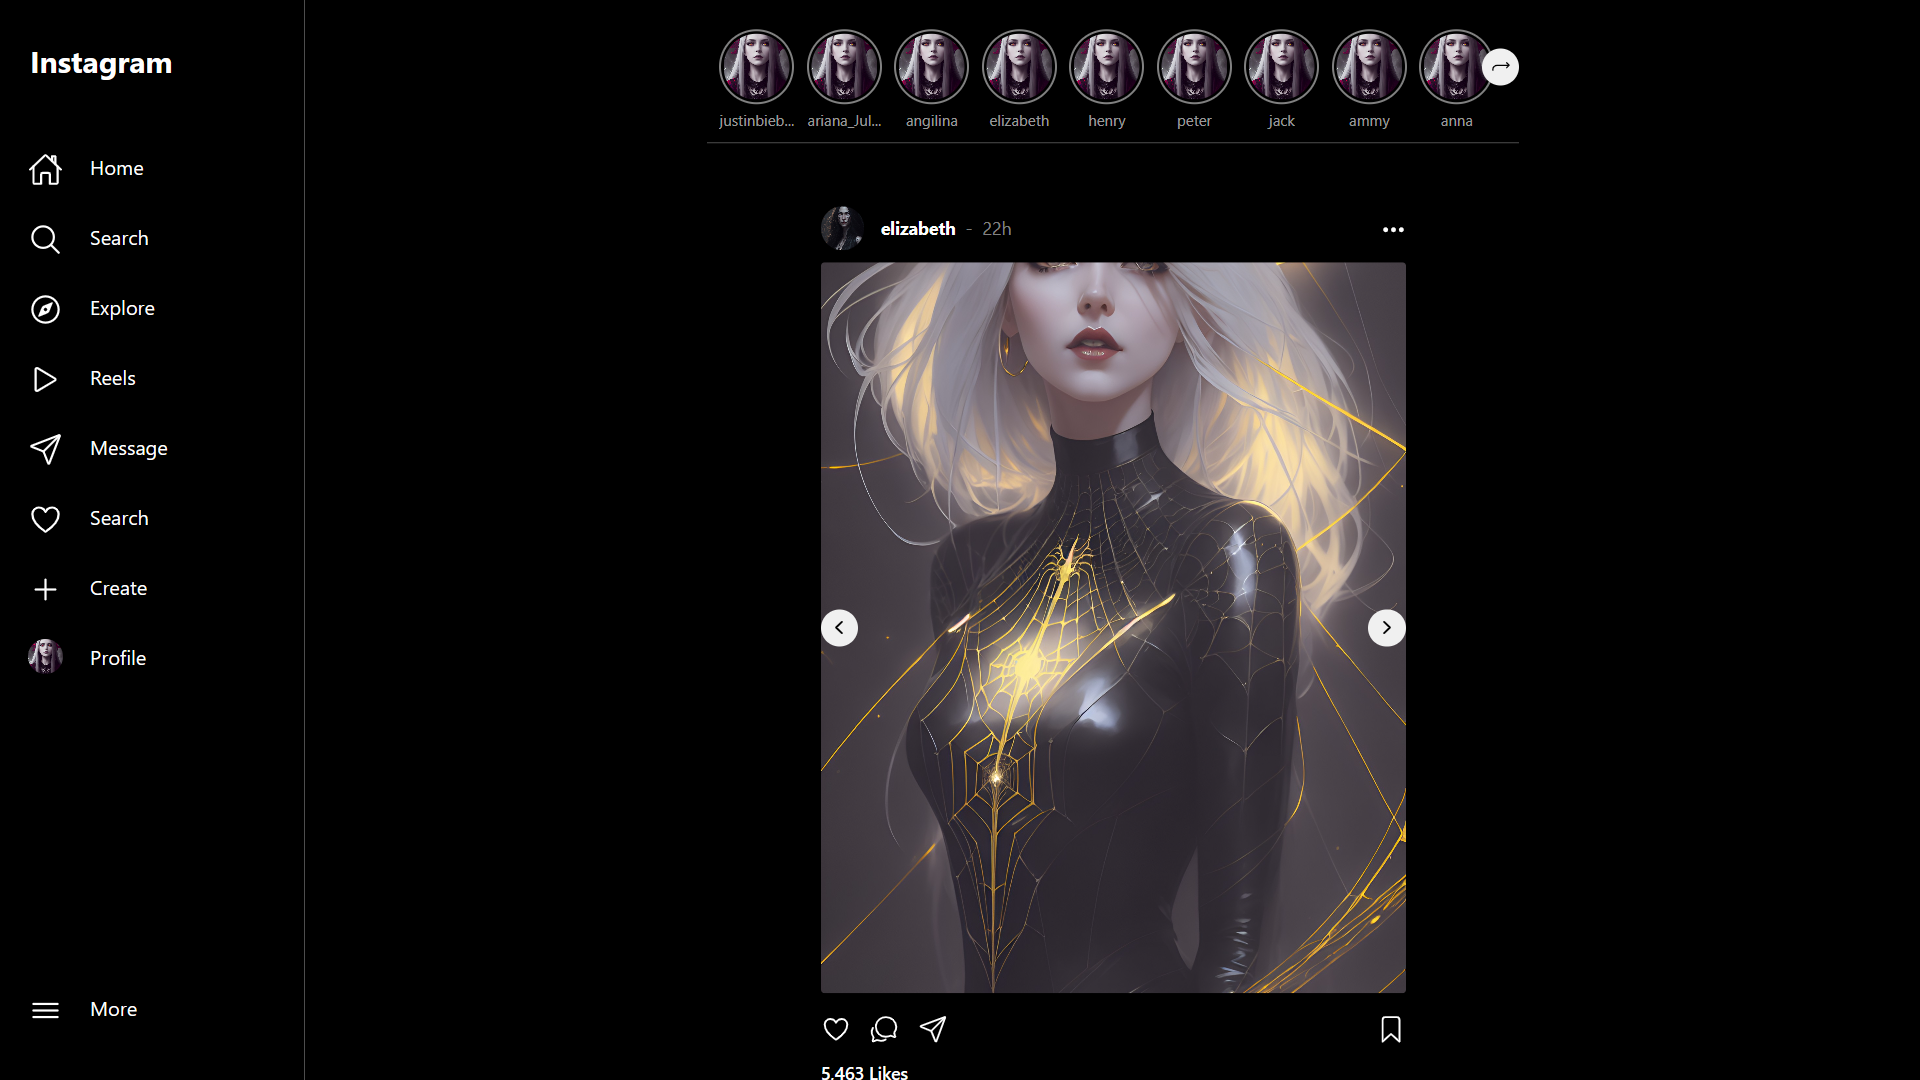 Instagram
Home
Search
Explore
Reels
Message
Search
Create
Profile
More
justinbieb... ariana_Jul... angilina elizabeth henry peter jack ammy anna
elizabeth - 22h
5,463 Likes